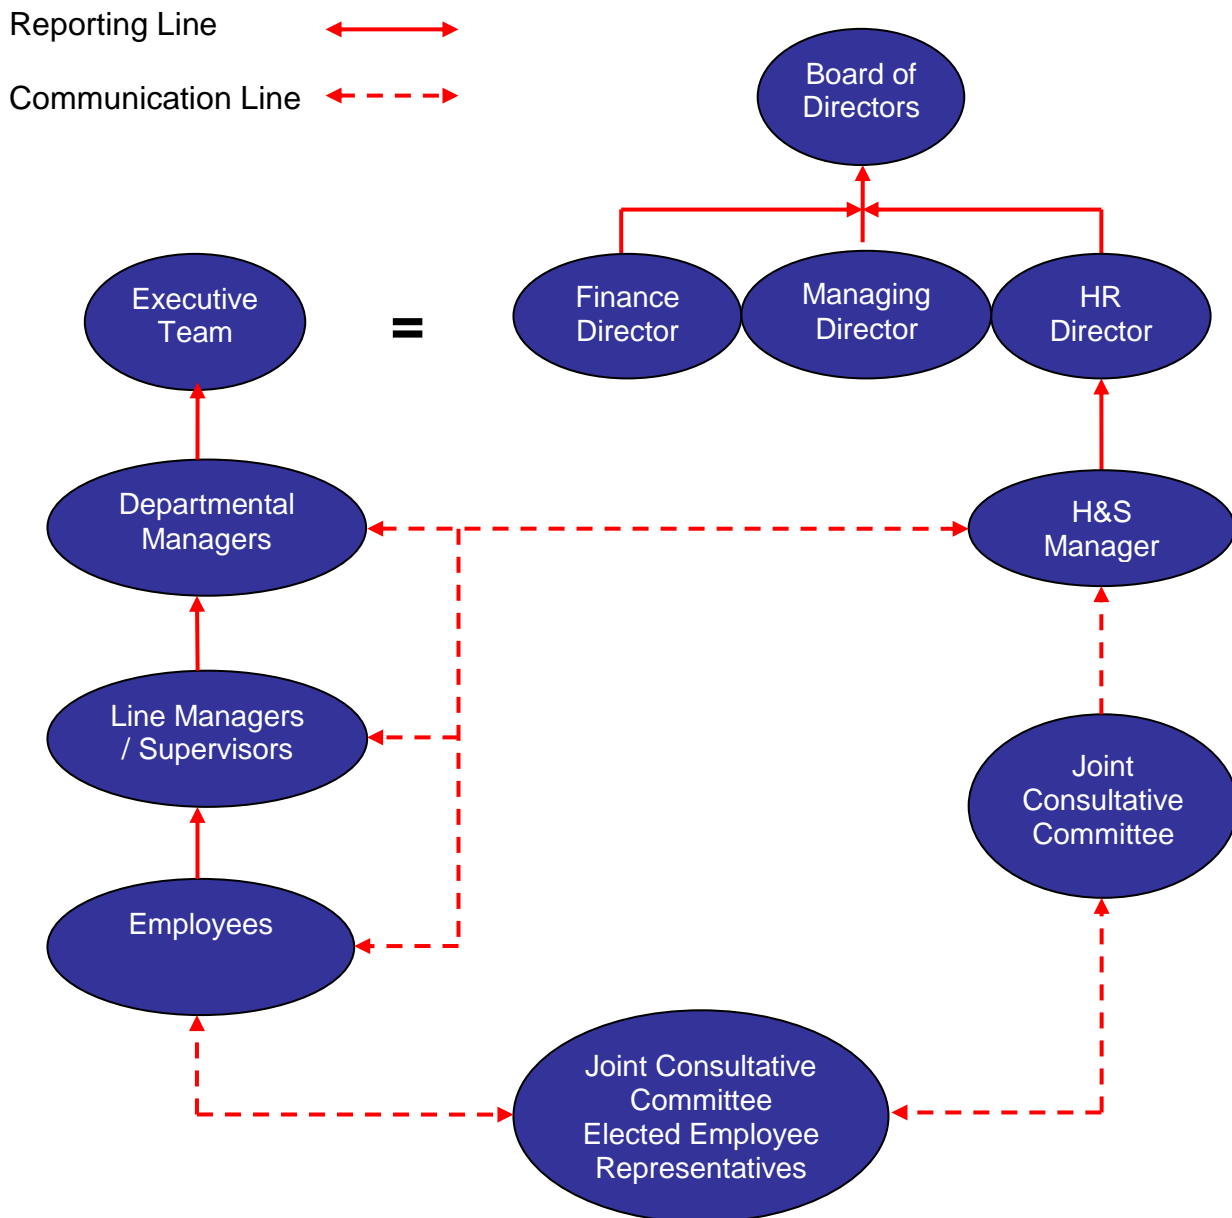 Reporting Line
Communication Line
Board of
Directors
Executive
Team
=
Finance
Director
Managing
Director
HR
Director
Departmental
Managers
H&S
Manager
Line Managers
/ Supervisors
Joint
Consultative
Committee
Employees
Joint Consultative
Committee
Elected Employee
Representatives